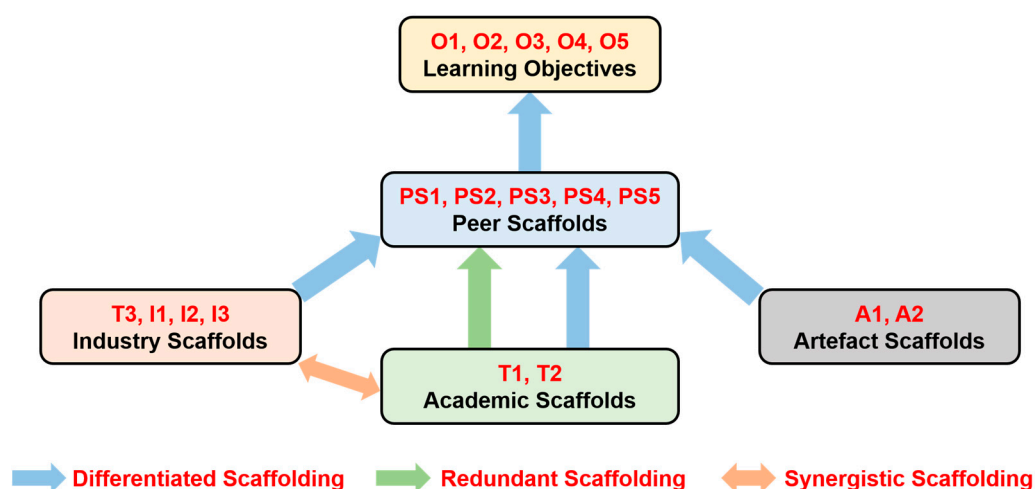 O1, O2, O3, O4, O5
Learning Objectives
PS1, PS2, PS3, PS4, PS5
Peer Scaffolds
T3, I1, I2, I3
Industry Scaffolds
A1, A2
Artefact Scaffolds
T1, T2
Academic Scaffolds
Differentiated Scaffolding
Redundant Scaffolding
Synergistic Scaffolding